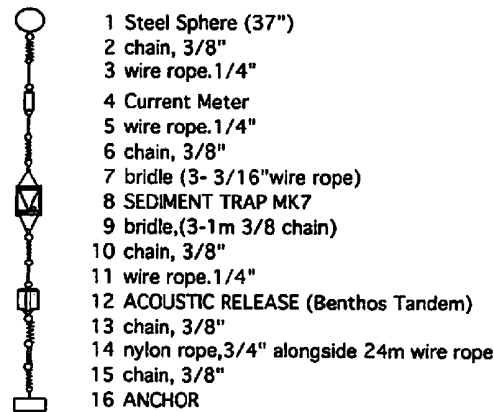 1 Steel Sphere (37")
2 chain, 3/8"
3 wire rope.1/4"
4 Current Meter
5 wire rope.1/4"
6 chain, 3/8"
7 bridle (3- 3/16"wire rope)
8 SEDIMENT TRAP MK7
9 bridle,(3-1m 3/8 chain)
10 chain, 3/8"
11 wire rope.1/4"
12 ACOUSTIC RELEASE (Benthos Tandem)
13 chain, 3/8"
14 nylon rope,3/4" alongside 24m wire rope
15 chain, 3/8"
16 ANCHOR